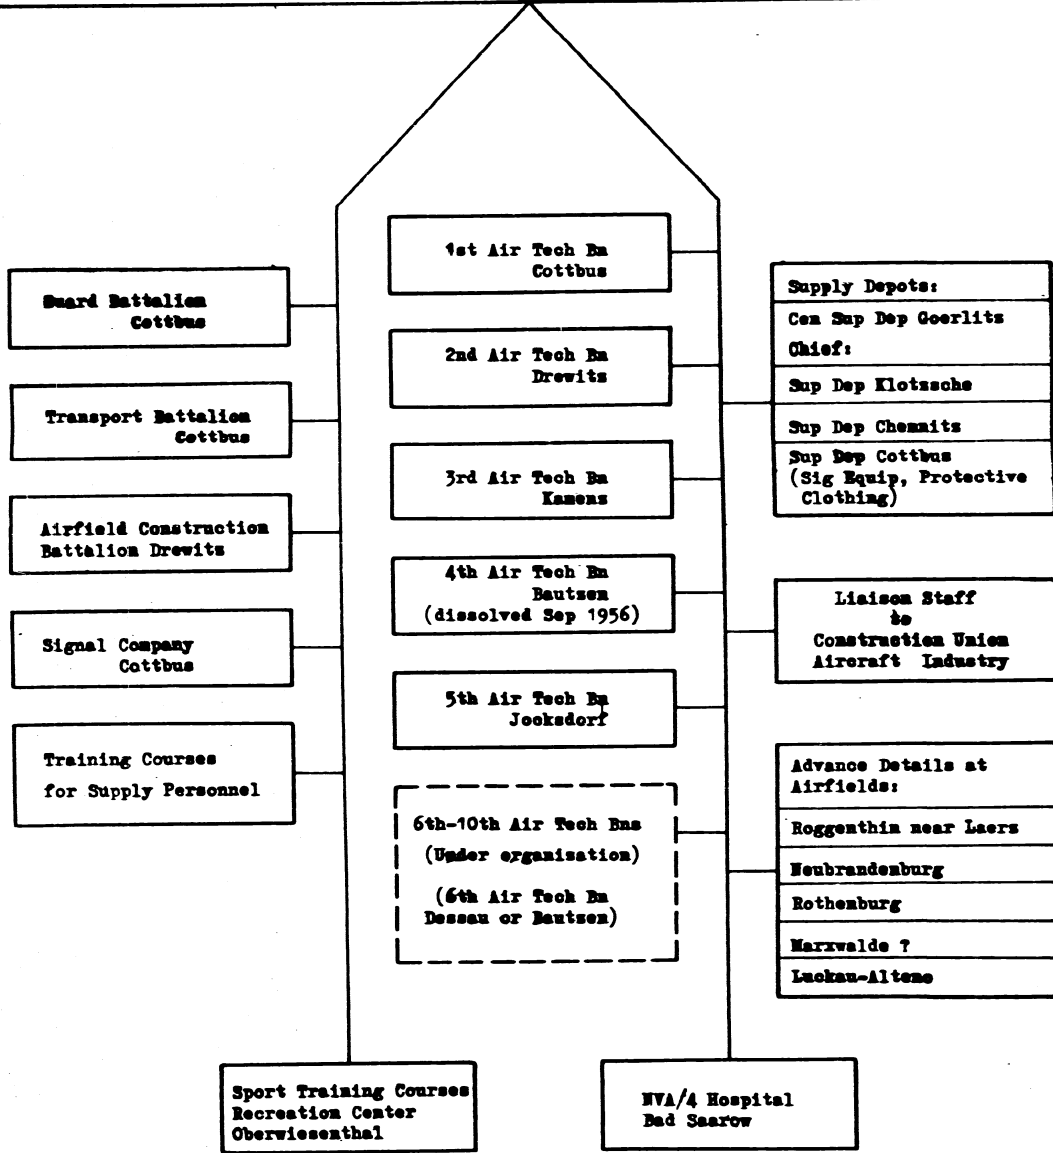 1st Air Tech Bn
Cottbus
2nd Air Tech Bn
Drewitz
3rd Air Tech Bn
Kamenz
4th Air Tech Bn
Bautzen
(dissolved Sep 1956)
5th Air Tech Bn
Jocksdorf
6th-10th Air Tech Bns
(Under organization)
(6th Air Tech Bn
Dessau or Bautzen)
Guard Battalion
Cottbus
Transport Battalion
Cottbus
Airfield Construction
Battalion Drewitz
Signal Company
Cottbus
Training Courses
for Supply Personnel
Supply Depots:
Cen Sup Dep Goerlitz
Chief:
Sup Dep Klotzsche
Sup Dep Chemnitz
Sup Dep Cottbus
(Sig Equip, Protective
Clothing)
Liaison Staff
to
Construction Union
Aircraft Industry
Advance Details at
Airfields:
Roggenthin near Laerz
Neubrandenburg
Rothenburg
Marxwalde ?
Luckau-Alteno
Sport Training Courses
Recreation Center
Oberwiesenthal
NVA/4 Hospital
Bad Saarow